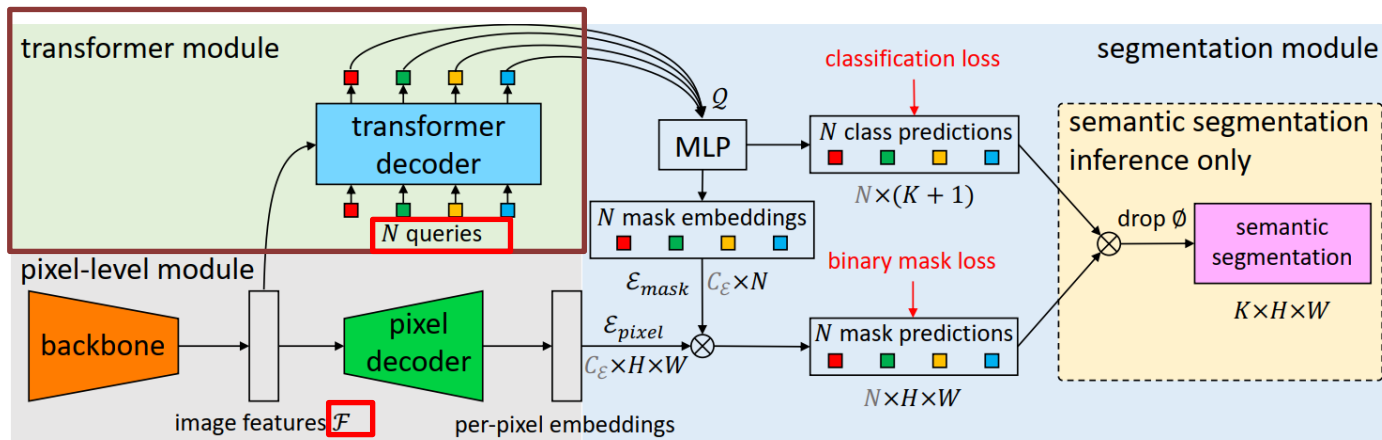 transformer module
transformer
decoder
N queries
pixel-level module
backbone
image features ℱ
pixel
decoder
per-pixel embeddings
segmentation module
𝒬
MLP
classification loss
N class predictions
N×(K + 1)
N mask embeddings
ℰ_mask
C_ℰ×N
ℰ_pixel
C_ℰ×H×W
binary mask loss
N mask predictions
N×H×W
semantic segmentation
inference only
drop ∅
semantic
segmentation
K×H×W